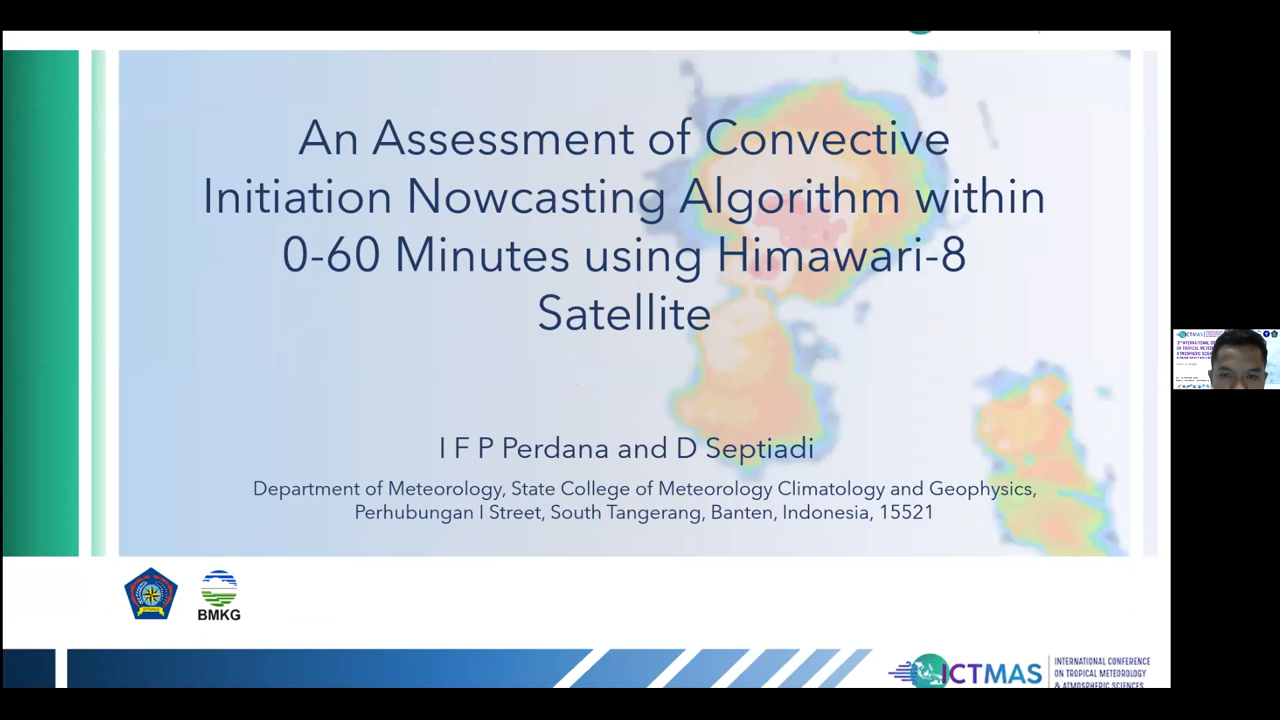 An Assessment of Convective
Initiation Nowcasting Algorithm within
0-60 Minutes using Himawari-8
Satellite
I F P Perdana and D Septiadi
Department of Meteorology, State College of Meteorology Climatology and Geophysics,
Perhubungan I Street, South Tangerang, Banten, Indonesia, 15521
BMKG
ICTMAS
INTERNATIONAL CONFERENCE
ON TROPICAL METEOROLOGY
& ATMOSPHERIC SCIENCES